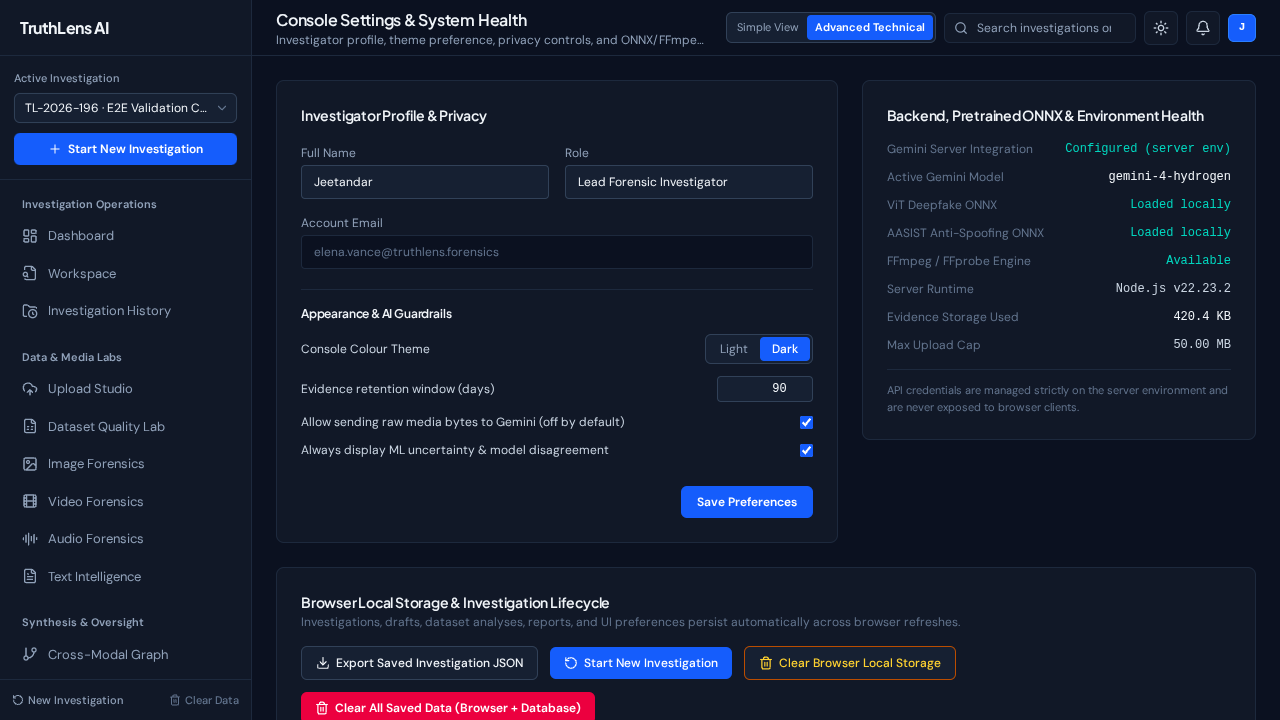 TruthLens AI
Active Investigation
TL-2026-196 · E2E Validation C...
Start New Investigation
Investigation Operations
Dashboard
Workspace
Investigation History
Data & Media Labs
Upload Studio
Dataset Quality Lab
Image Forensics
Video Forensics
Audio Forensics
Text Intelligence
Synthesis & Oversight
Cross-Modal Graph
New Investigation
Clear Data
Console Settings & System Health
Investigator profile, theme preference, privacy controls, and ONNX/FFmpe...
Simple View
Advanced Technical
Search investigations or
J
Investigator Profile & Privacy
Full Name
Role
Jeetandar
Lead Forensic Investigator
Account Email
elena.vance@truthlens.forensics
Appearance & AI Guardrails
Console Colour Theme
Light
Dark
Evidence retention window (days)
90
Allow sending raw media bytes to Gemini (off by default)
Always display ML uncertainty & model disagreement
Save Preferences
Backend, Pretrained ONNX & Environment Health
Gemini Server Integration
Configured (server env)
Active Gemini Model
gemini-4-hydrogen
ViT Deepfake ONNX
Loaded locally
AASIST Anti-Spoofing ONNX
Loaded locally
FFmpeg / FFprobe Engine
Available
Server Runtime
Node.js v22.23.2
Evidence Storage Used
420.4 KB
Max Upload Cap
50.00 MB
API credentials are managed strictly on the server environment and
are never exposed to browser clients.
Browser Local Storage & Investigation Lifecycle
Investigations, drafts, dataset analyses, reports, and UI preferences persist automatically across browser refreshes.
Export Saved Investigation JSON
Start New Investigation
Clear Browser Local Storage
Clear All Saved Data (Browser + Database)